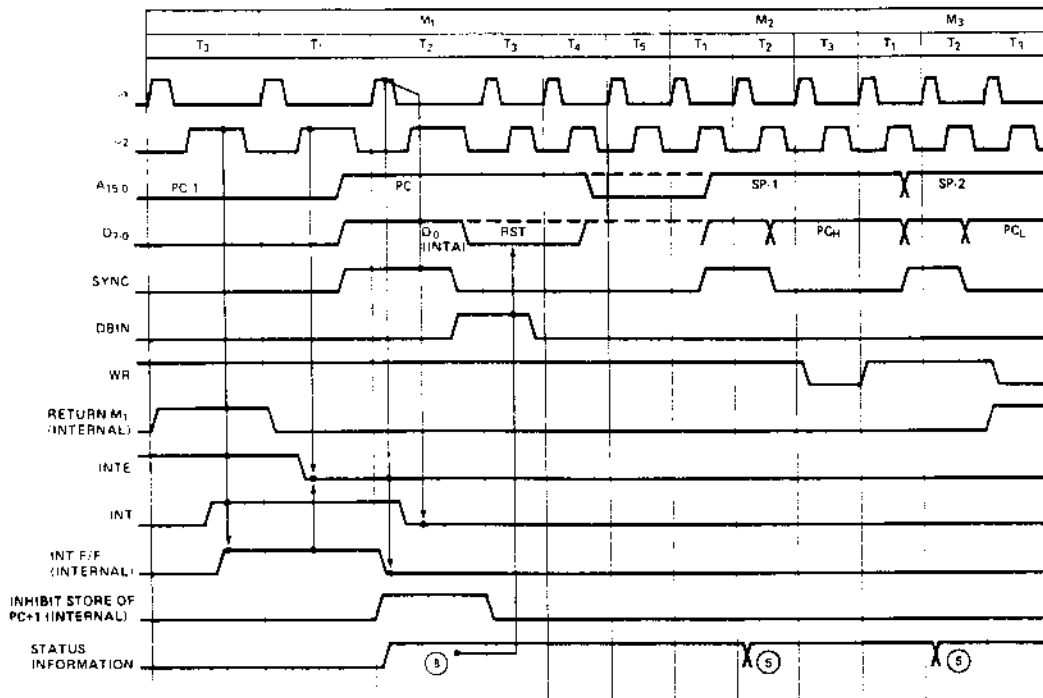 M1 M2 M3
T3 T1 T2 T3 T4 T5 T1 T2 T3 T1 T2 T3
A15-0 PC-1 PC SP-1 SP-2
D7-0 D0 (INTA) RST PCH PCL
SYNC
DBIN
WR
RETURN M1
(INTERNAL)
INTE
INT
INT F/F
(INTERNAL)
INHIBIT STORE OF
PC+1 (INTERNAL)
STATUS
INFORMATION
8 5 5